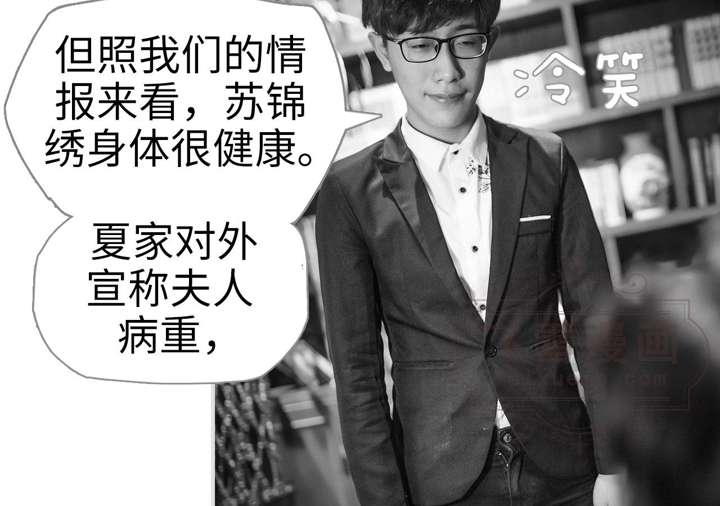 但照我们的情
报来看，苏锦
绣身体很健康。
夏家对外
宣称夫人
病重，
冷笑